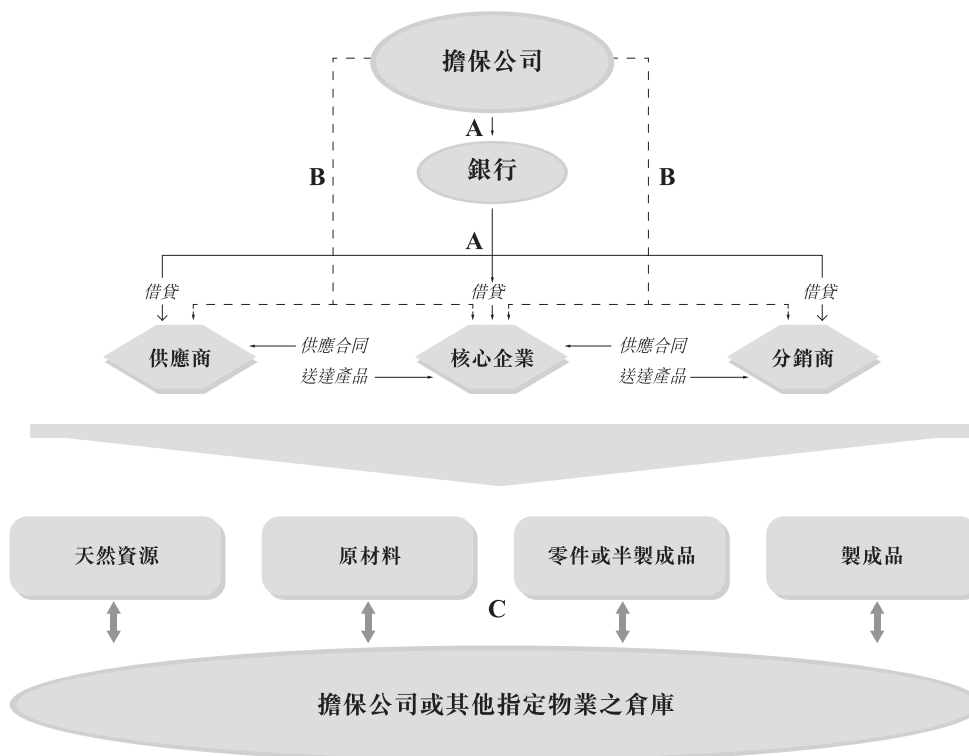 擔保公司
A
銀行
B
B
A
借貸
借貸
借貸
供應商
供應合同
核心企業
供應合同
分銷商
送達產品
送達產品
天然資源
原材料
零件或半製成品
製成品
C
擔保公司或其他指定物業之倉庫